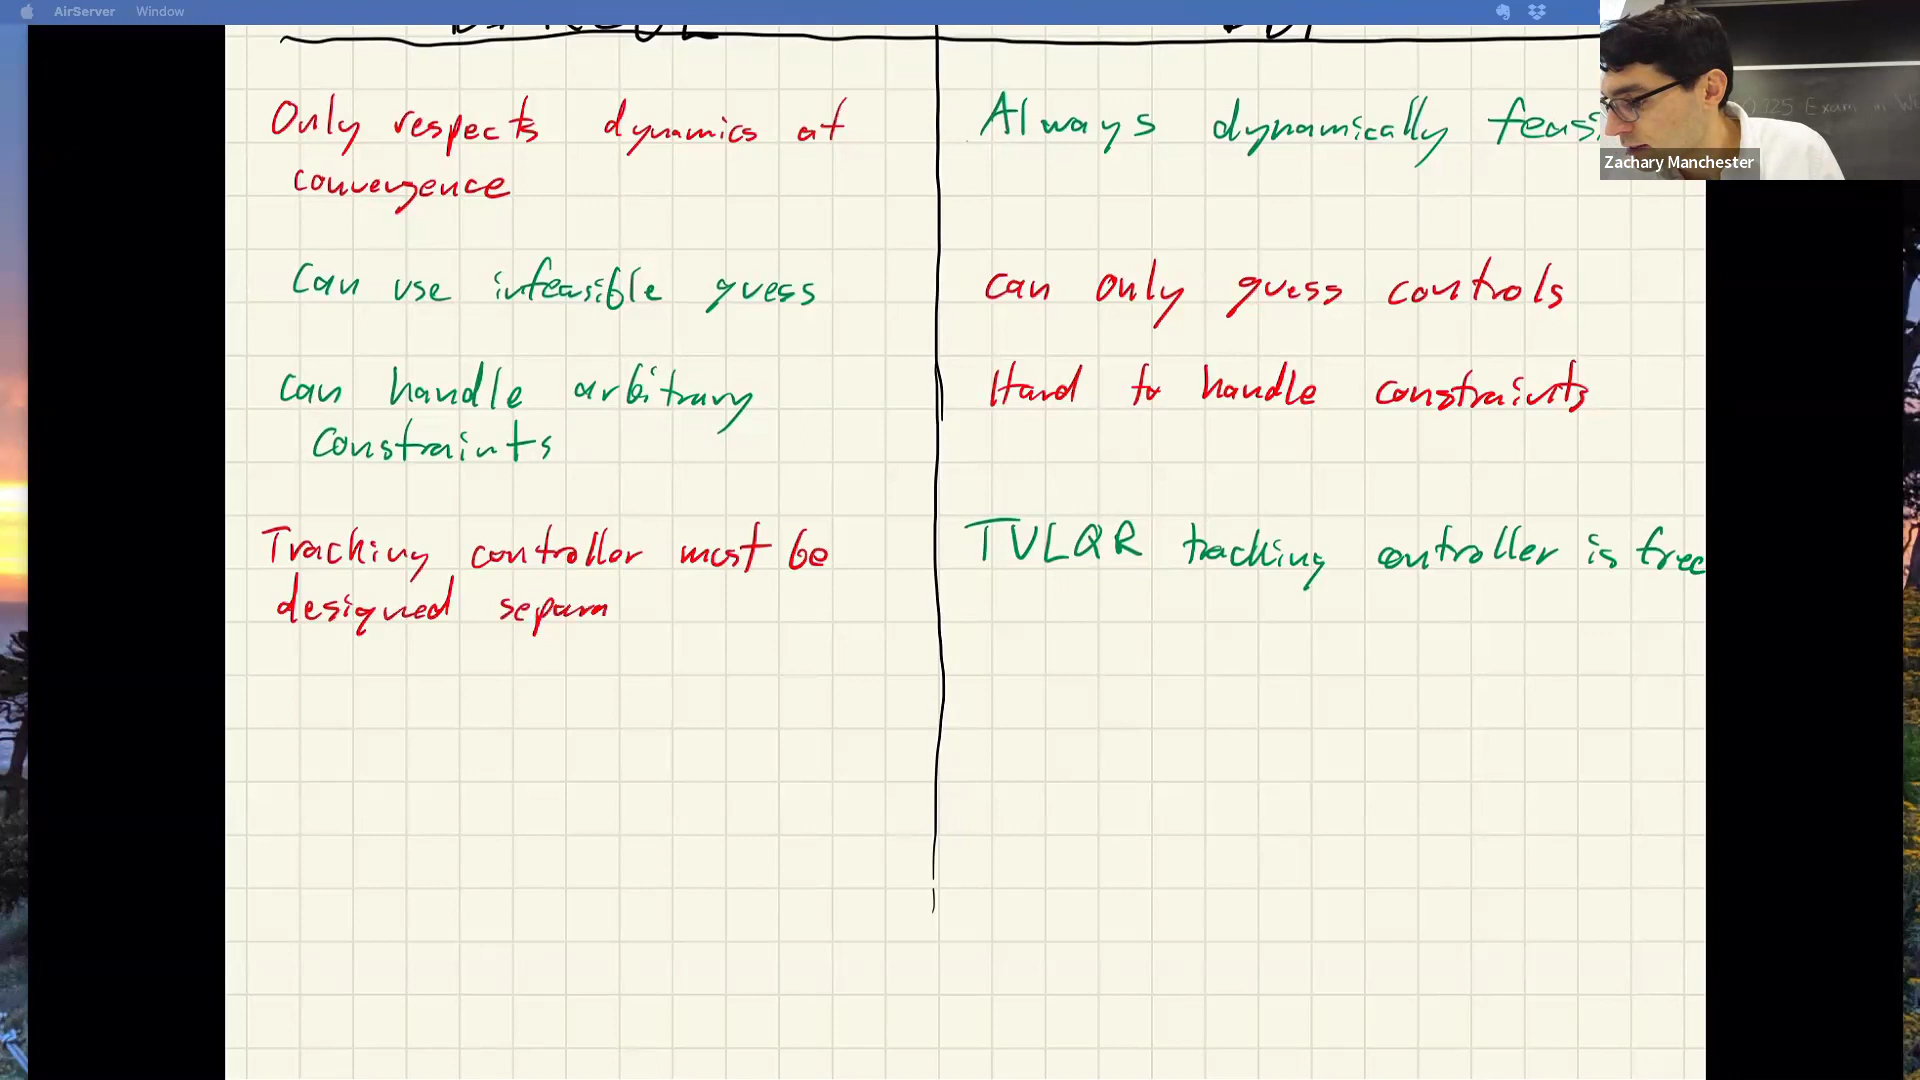 AirServer Window
Only respects dynamics at
convergence
Always dynamically feasi
Zachary Manchester
Can use infeasible guess
can only guess controls
can handle arbitrary
constraints
Hard to handle constraints
Tracking controller must be
designed separa
TVLQR tracking controller is free